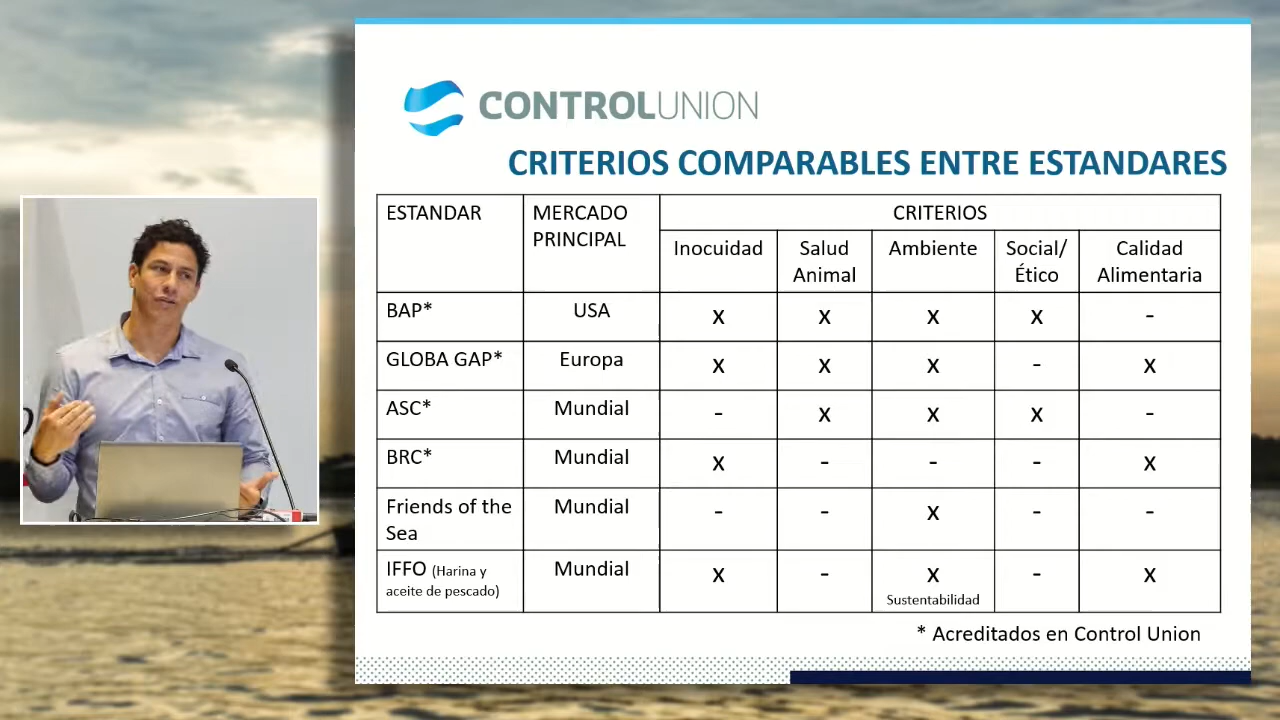 CONTROLUNION
CRITERIOS COMPARABLES ENTRE ESTANDARES
ESTANDAR
MERCADO
PRINCIPAL
CRITERIOS
Inocuidad
Salud
Animal
Ambiente
Social/
Ético
Calidad
Alimentaria
BAP* USA x x x x -
GLOBA GAP* Europa x x x - x
ASC* Mundial - x x x -
BRC* Mundial x - - - x
Friends of the
Sea
Mundial - - x - -
IFFO (Harina y
aceite de pescado)
Mundial x - x - x
Sustentabilidad
* Acreditados en Control Union